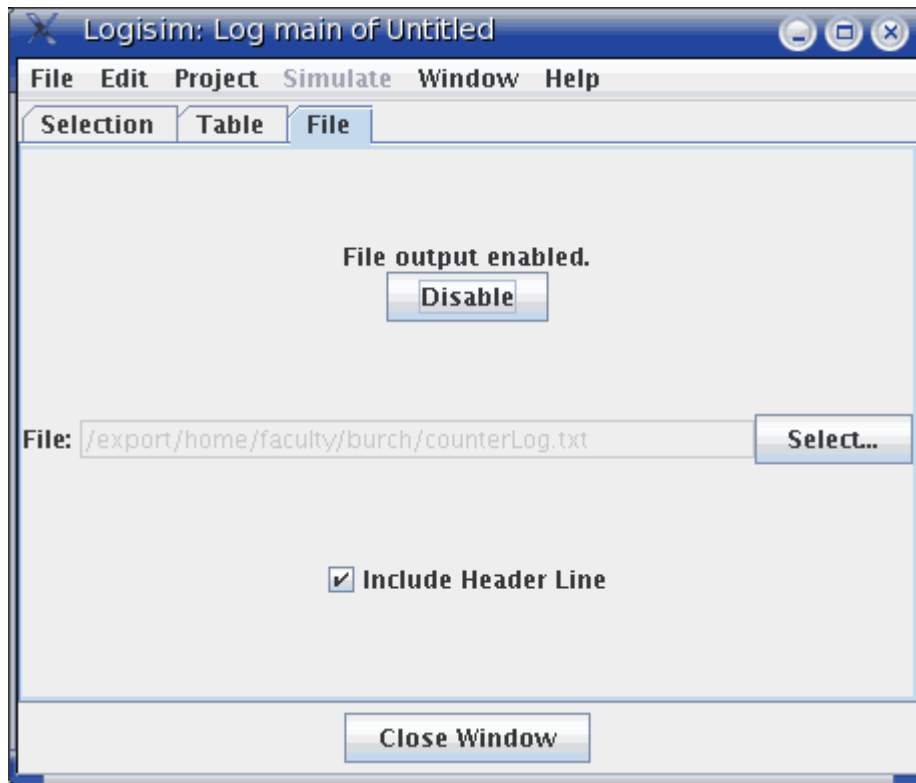 Logisim: Log main of Untitled
File Edit Project Simulate Window Help
Selection Table File
File output enabled.
Disable
File: /export/home/faculty/burch/counterLog.txt Select...
Include Header Line
Close Window